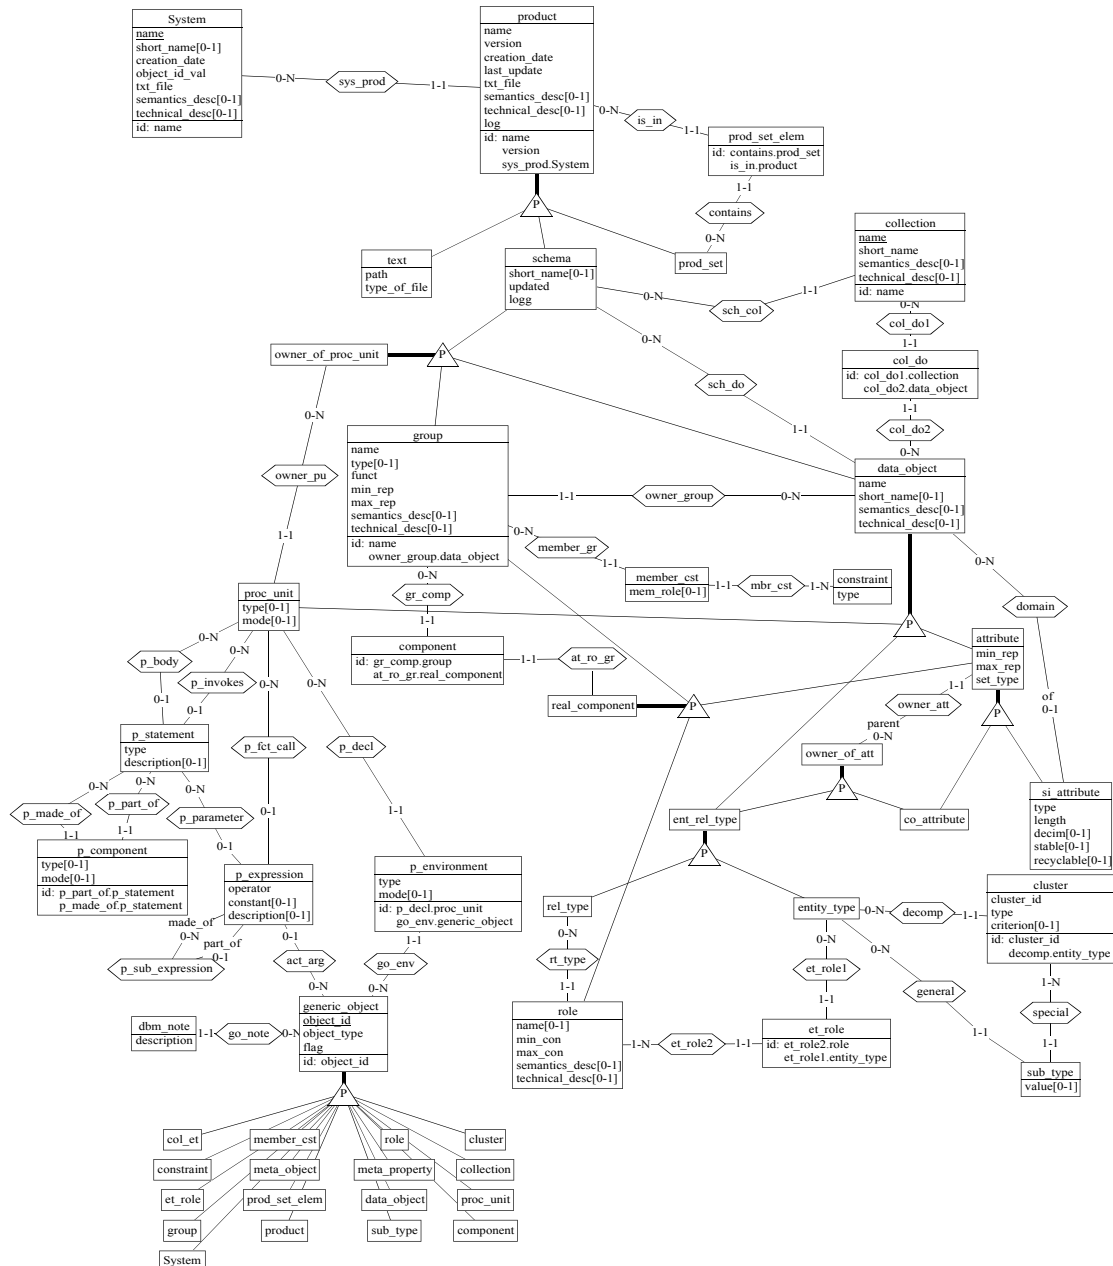 System
name
short_name[0-1]
creation_date
object_id_val
txt_file
semantics_desc[0-1]
technical_desc[0-1]
id: name
0-N
sys_prod
1-1
product
name
version
creation_date
last_update
txt_file
semantics_desc[0-1]
technical_desc[0-1]
log
id: name
version
sys_prod.System
0-N
is_in
1-1
prod_set_elem
id: contains.prod_set
is_in.product
1-1
contains
0-N
prod_set
P
text
path
type_of_file
schema
short_name[0-1]
updated
logg
0-N
sch_col
1-1
collection
name
short_name
semantics_desc[0-1]
technical_desc[0-1]
id: name
0-N
col_do1
1-1
col_do
id: col_do1.collection
col_do2.data_object
1-1
col_do2
0-N
owner_of_proc_unit
P
0-N
sch_do
1-1
0-N
owner_pu
1-1
group
name
type[0-1]
funct
min_rep
max_rep
semantics_desc[0-1]
technical_desc[0-1]
id: name
owner_group.data_object
1-1
owner_group
0-N
data_object
name
short_name[0-1]
semantics_desc[0-1]
technical_desc[0-1]
0-N
member_gr
1-1
member_cst
mem_role[0-1]
1-1
mbr_cst
1-N
constraint
type
0-N
domain
of
0-1
0-N
gr_comp
1-1
proc_unit
type[0-1]
mode[0-1]
P
attribute
min_rep
max_rep
set_type
component
id: gr_comp.group
at_ro_gr.real_component
1-1
at_ro_gr
real_component
P
1-1
owner_att
parent
0-N
owner_of_att
P
P
0-N
p_body
0-1
0-N
p_invokes
0-1
0-N
p_fct_call
0-1
0-N
p_decl
1-1
p_statement
type
description[0-1]
0-N
p_made_of
1-1
0-N
p_part_of
1-1
0-N
p_parameter
0-1
p_component
type[0-1]
mode[0-1]
id: p_part_of.p_statement
p_made_of.p_statement
p_expression
operator
constant[0-1]
description[0-1]
made_of
0-N
part_of
0-1
p_sub_expression
0-1
act_arg
0-N
p_environment
type
mode[0-1]
id: p_decl.proc_unit
go_env.generic_object
1-1
go_env
0-N
ent_rel_type
P
co_attribute
si_attribute
type
length
decim[0-1]
stable[0-1]
recyclable[0-1]
rel_type
0-N
rt_type
1-1
entity_type
0-N
decomp
1-1
cluster
cluster_id
type
criterion[0-1]
id: cluster_id
decomp.entity_type
0-N
et_role1
1-1
0-N
general
1-1
1-N
special
1-1
sub_type
value[0-1]
role
name[0-1]
min_con
max_con
semantics_desc[0-1]
technical_desc[0-1]
1-N
et_role2
1-1
et_role
id: et_role2.role
et_role1.entity_type
dbm_note
description
1-1
go_note
0-N
generic_object
object_id
object_type
flag
id: object_id
P
col_et
member_cst
role
cluster
constraint
meta_object
meta_property
collection
et_role
prod_set_elem
data_object
proc_unit
group
product
sub_type
component
System